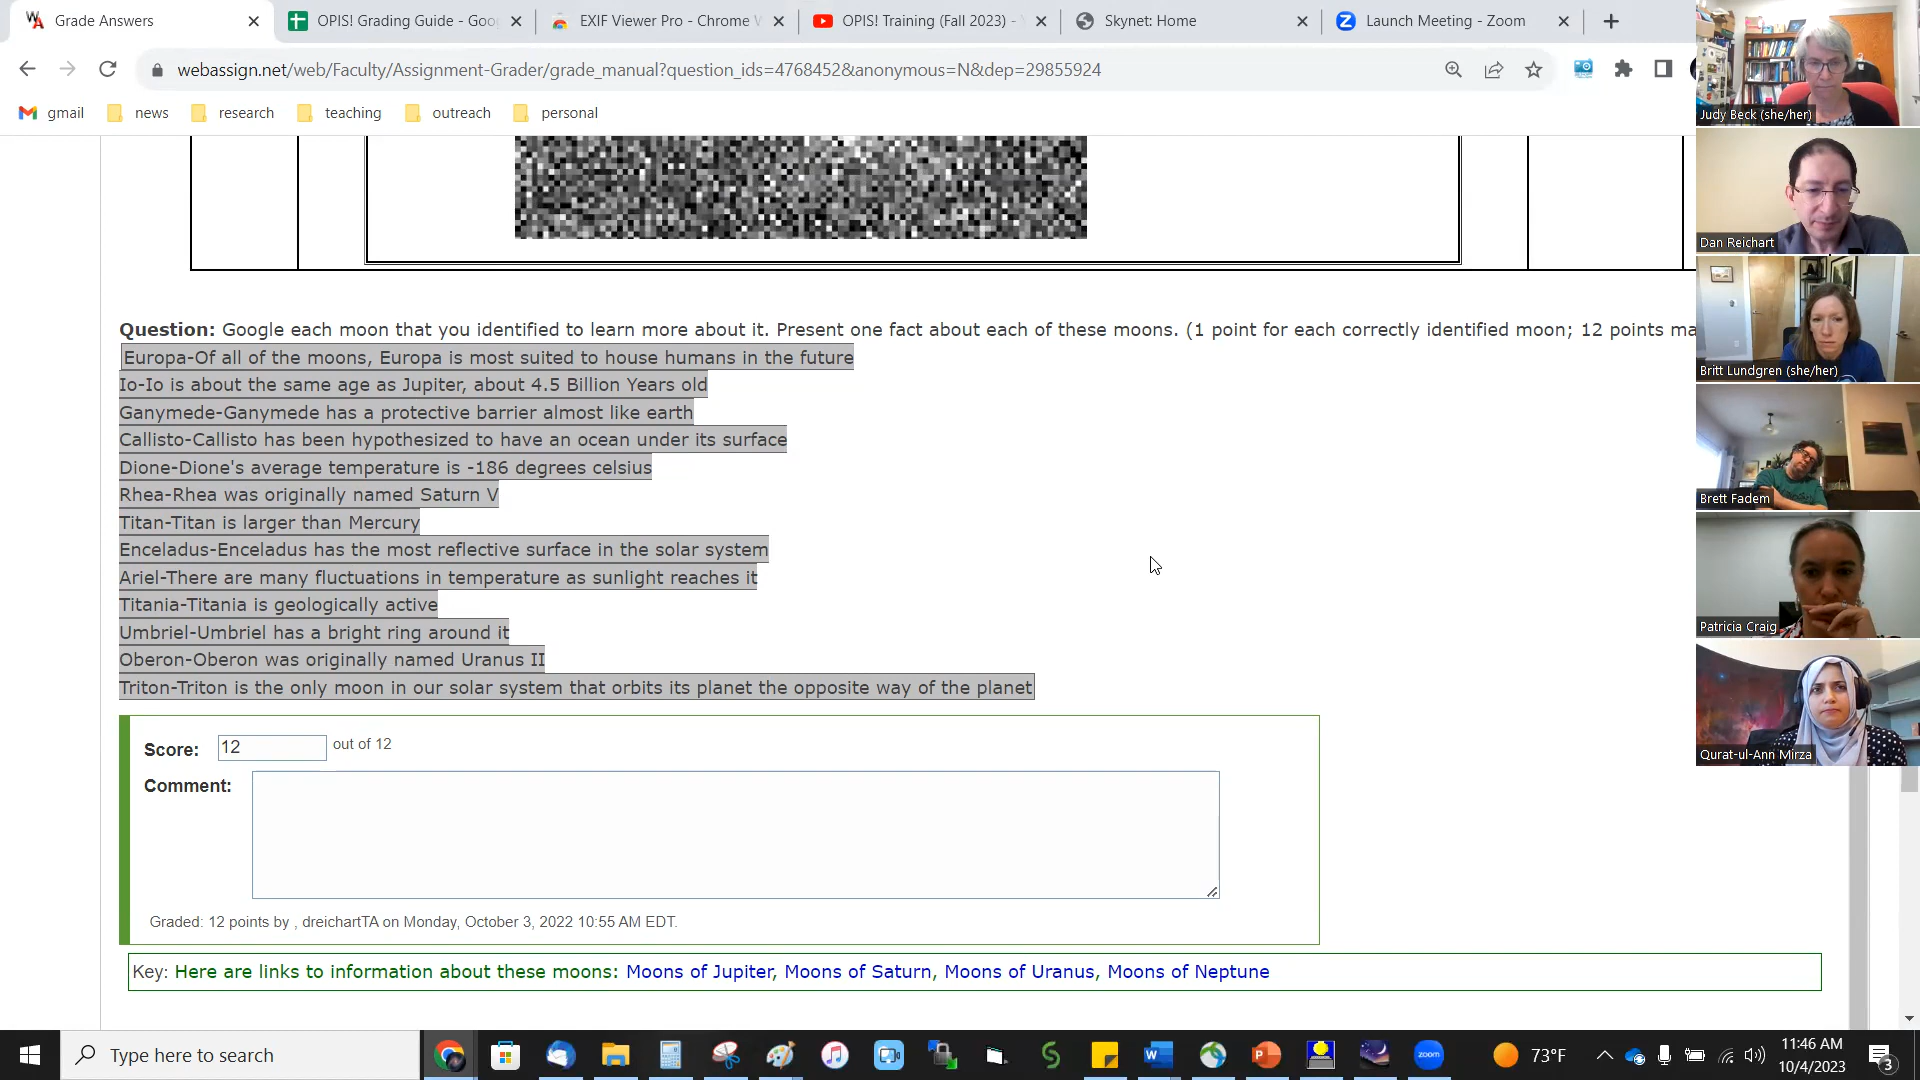 Grade Answers
OPIS! Grading Guide - Goo
EXIF Viewer Pro - Chrome W
OPIS! Training (Fall 2023) -
Skynet: Home
Launch Meeting - Zoom
webassign.net/web/Faculty/Assignment-Grader/grade_manual?question_ids=4768452&anonymous=N&dep=29855924
gmail news research teaching outreach personal
Judy Beck (she/her)
Dan Reichart
Britt Lundgren (she/her)
Brett Fadem
Patricia Craig
Qurat-ul-Ann Mirza
Question: Google each moon that you identified to learn more about it. Present one fact about each of these moons. (1 point for each correctly identified moon; 12 points ma
Europa-Of all of the moons, Europa is most suited to house humans in the future
Io-Io is about the same age as Jupiter, about 4.5 Billion Years old
Ganymede-Ganymede has a protective barrier almost like earth
Callisto-Callisto has been hypothesized to have an ocean under its surface
Dione-Dione's average temperature is -186 degrees celsius
Rhea-Rhea was originally named Saturn V
Titan-Titan is larger than Mercury
Enceladus-Enceladus has the most reflective surface in the solar system
Ariel-There are many fluctuations in temperature as sunlight reaches it
Titania-Titania is geologically active
Umbriel-Umbriel has a bright ring around it
Oberon-Oberon was originally named Uranus II
Triton-Triton is the only moon in our solar system that orbits its planet the opposite way of the planet
Score: 12 out of 12
Comment:
Graded: 12 points by , dreichartTA on Monday, October 3, 2022 10:55 AM EDT.
Key: Here are links to information about these moons: Moons of Jupiter, Moons of Saturn, Moons of Uranus, Moons of Neptune
Type here to search
zoom
73°F
11:46 AM
10/4/2023
3